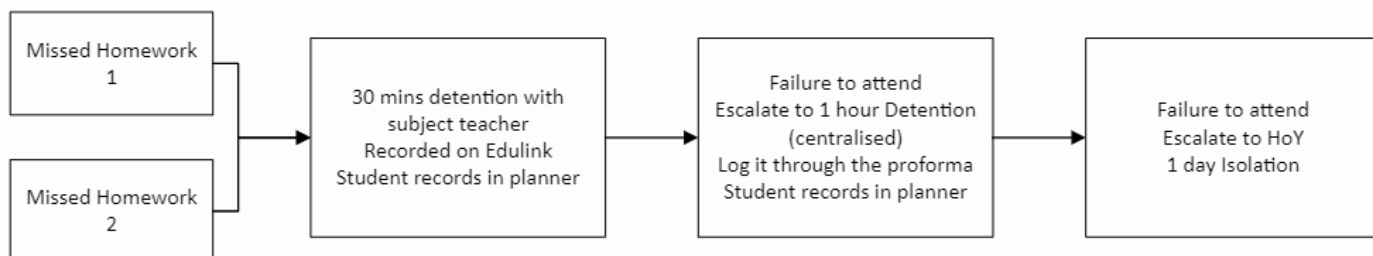 Missed Homework
1
Missed Homework
2
30 mins detention with
subject teacher
Recorded on Edulink
Student records in planner
Failure to attend
Escalate to 1 hour Detention
(centralised)
Log it through the proforma
Student records in planner
Failure to attend
Escalate to HoY
1 day Isolation